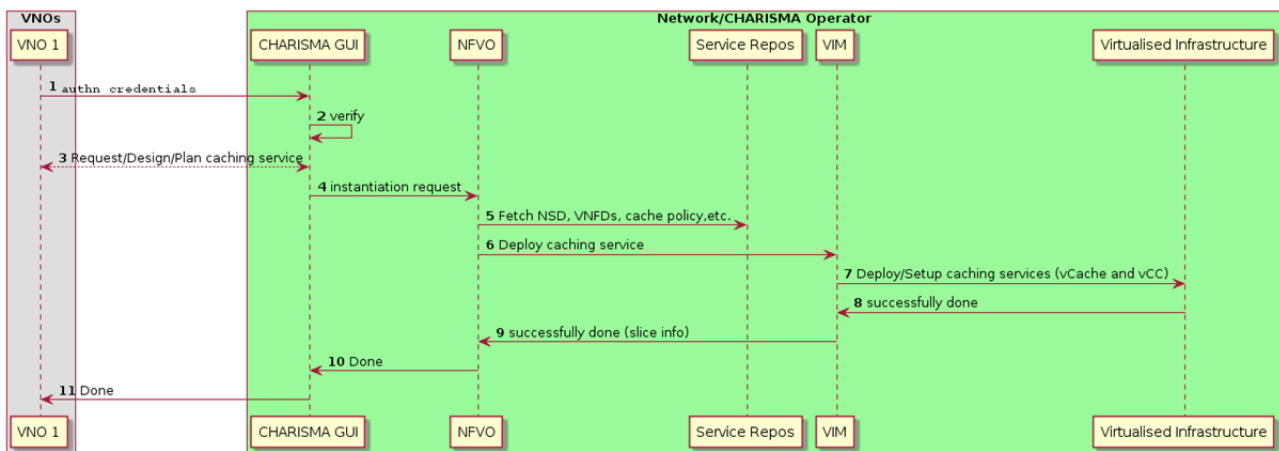 VNOs
Network/CHARISMA Operator
VNO 1
CHARISMA GUI
NFVO
Service Repos
VIM
Virtualised Infrastructure
1 authn credentials
2 verify
3 Request/Design/Plan caching service
4 instantiation request
5 Fetch NSD, VNFDs, cache policy,etc.
6 Deploy caching service
7 Deploy/Setup caching services (vCache and vCC)
8 successfully done
9 successfully done (slice info)
10 Done
11 Done
VNO 1
CHARISMA GUI
NFVO
Service Repos
VIM
Virtualised Infrastructure